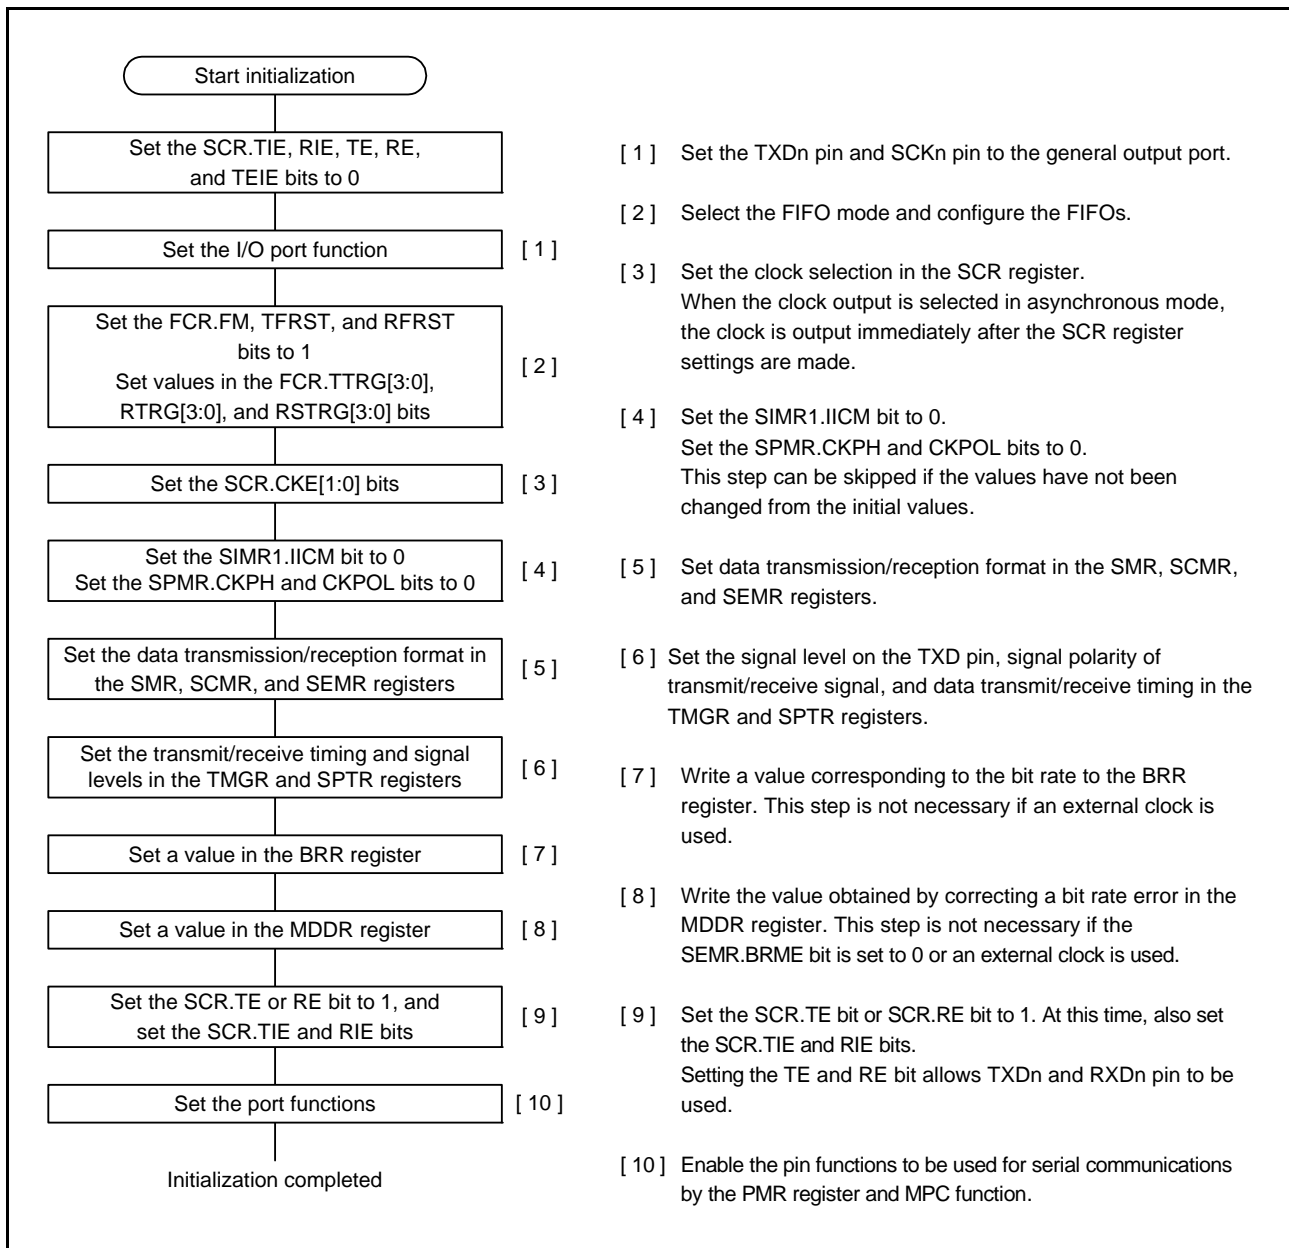 Start initialization
Set the SCR.TIE, RIE, TE, RE,
and TEIE bits to 0
Set the I/O port function
[ 1 ]
Set the FCR.FM, TFRST, and RFRST
bits to 1
Set values in the FCR.TTRG[3:0],
RTRG[3:0], and RSTRG[3:0] bits
[ 2 ]
Set the SCR.CKE[1:0] bits
[ 3 ]
Set the SIMR1.IICM bit to 0
Set the SPMR.CKPH and CKPOL bits to 0
[ 4 ]
Set the data transmission/reception format in
the SMR, SCMR, and SEMR registers
[ 5 ]
Set the transmit/receive timing and signal
levels in the TMGR and SPTR registers
[ 6 ]
Set a value in the BRR register
[ 7 ]
Set a value in the MDDR register
[ 8 ]
Set the SCR.TE or RE bit to 1, and
set the SCR.TIE and RIE bits
[ 9 ]
Set the port functions
[ 10 ]
Initialization completed
[ 1 ] Set the TXDn pin and SCKn pin to the general output port.
[ 2 ] Select the FIFO mode and configure the FIFOs.
[ 3 ] Set the clock selection in the SCR register.
When the clock output is selected in asynchronous mode,
the clock is output immediately after the SCR register
settings are made.
[ 4 ] Set the SIMR1.IICM bit to 0.
Set the SPMR.CKPH and CKPOL bits to 0.
This step can be skipped if the values have not been
changed from the initial values.
[ 5 ] Set data transmission/reception format in the SMR, SCMR,
and SEMR registers.
[ 6 ] Set the signal level on the TXD pin, signal polarity of
transmit/receive signal, and data transmit/receive timing in the
TMGR and SPTR registers.
[ 7 ] Write a value corresponding to the bit rate to the BRR
register. This step is not necessary if an external clock is
used.
[ 8 ] Write the value obtained by correcting a bit rate error in the
MDDR register. This step is not necessary if the
SEMR.BRME bit is set to 0 or an external clock is used.
[ 9 ] Set the SCR.TE bit or SCR.RE bit to 1. At this time, also set
the SCR.TIE and RIE bits.
Setting the TE and RE bit allows TXDn and RXDn pin to be
used.
[ 10 ] Enable the pin functions to be used for serial communications
by the PMR register and MPC function.